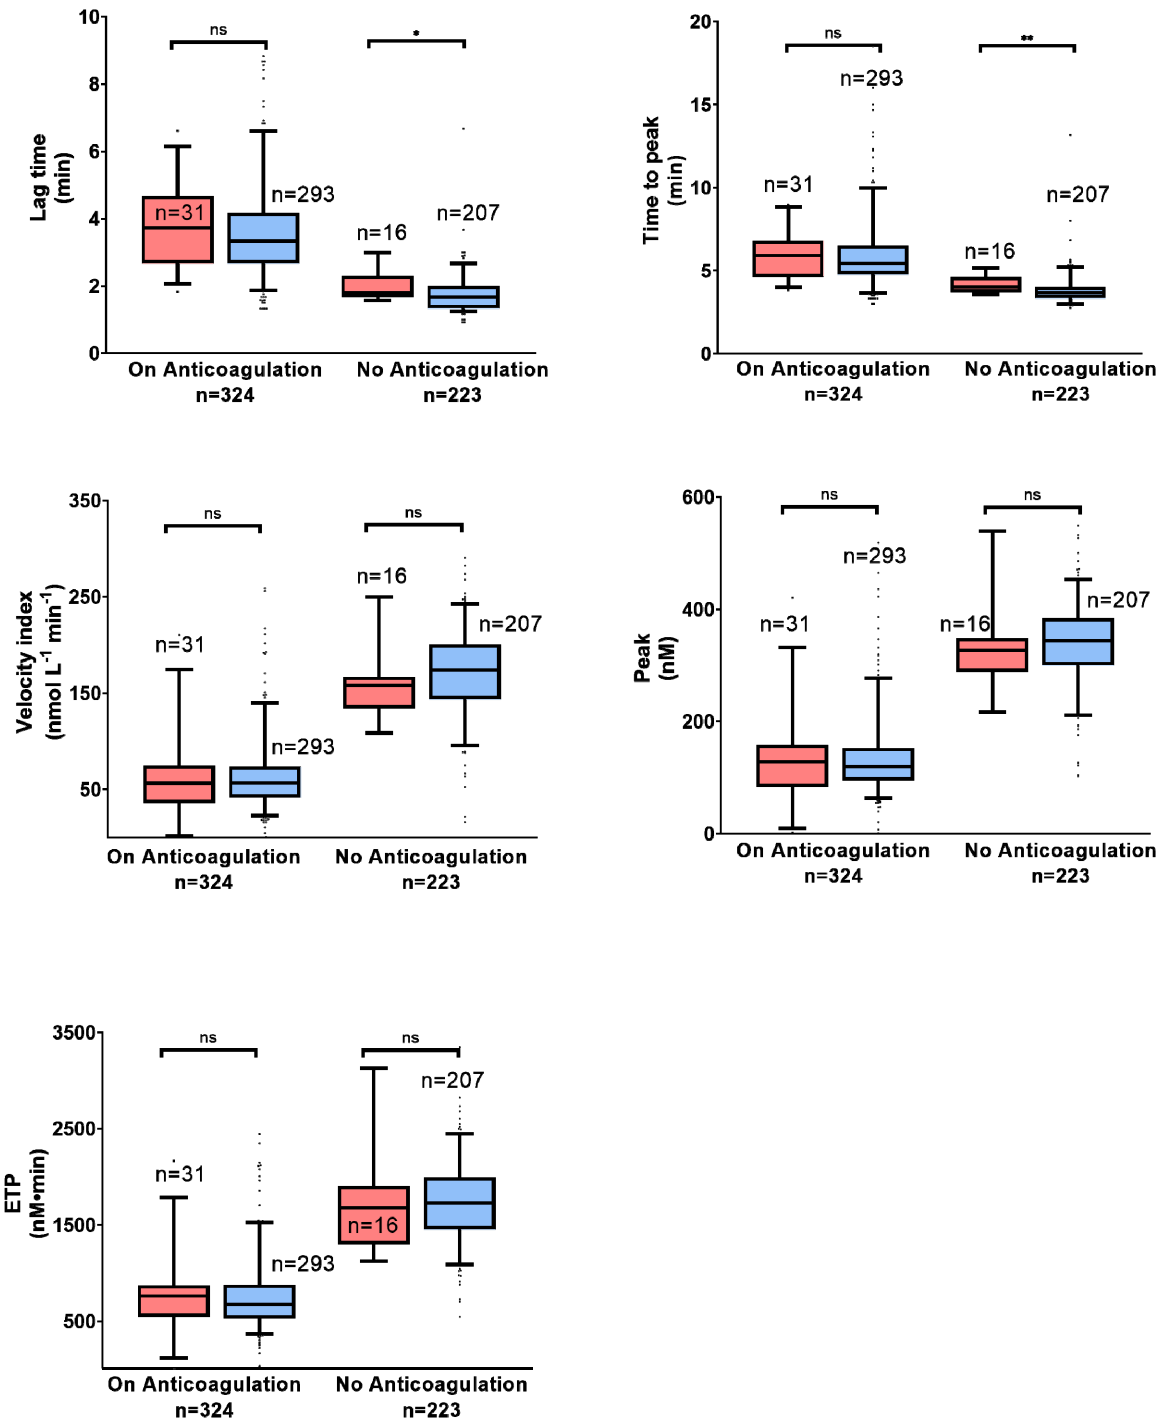 10
8
6
4
2
0
Lag time
(min)
ns
*
n=31
n=293
n=16
n=207
On Anticoagulation
n=324
No Anticoagulation
n=223
20
15
10
5
0
Time to peak
(min)
ns
**
n=31
n=293
n=16
n=207
On Anticoagulation
n=324
No Anticoagulation
n=223
350
250
150
50
Velocity index
(nmol L⁻¹ min⁻¹)
ns
ns
n=31
n=293
n=16
n=207
On Anticoagulation
n=324
No Anticoagulation
n=223
600
400
200
0
Peak
(nM)
ns
ns
n=31
n=293
n=16
n=207
On Anticoagulation
n=324
No Anticoagulation
n=223
3500
2500
1500
500
ETP
(nM•min)
ns
ns
n=31
n=293
n=16
n=207
On Anticoagulation
n=324
No Anticoagulation
n=223